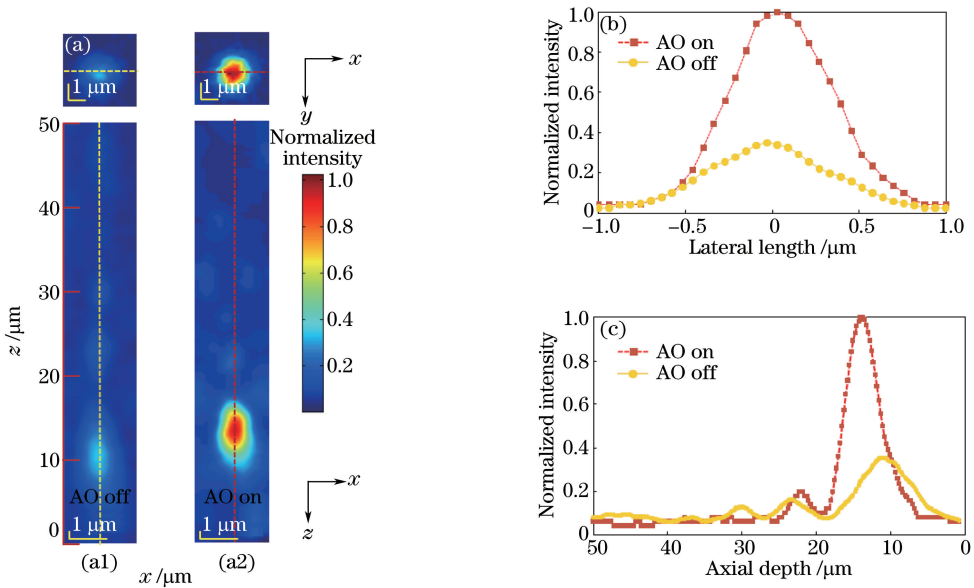 (a)
1 μm
1 μm
x
y
50
40
30
20
10
0
z /μm
Normalized
intensity
1.0
0.8
0.6
0.4
0.2
AO off
1 μm
AO on
1 μm
x
z
(a1)
(a2)
x /μm
(b)
AO on
AO off
Normalized intensity
1.0
0.8
0.6
0.4
0.2
0
−1.0
−0.5
0
0.5
1.0
Lateral length /μm
(c)
AO on
AO off
Normalized intensity
1.0
0.8
0.6
0.4
0.2
0
50
40
30
20
10
0
Axial depth /μm